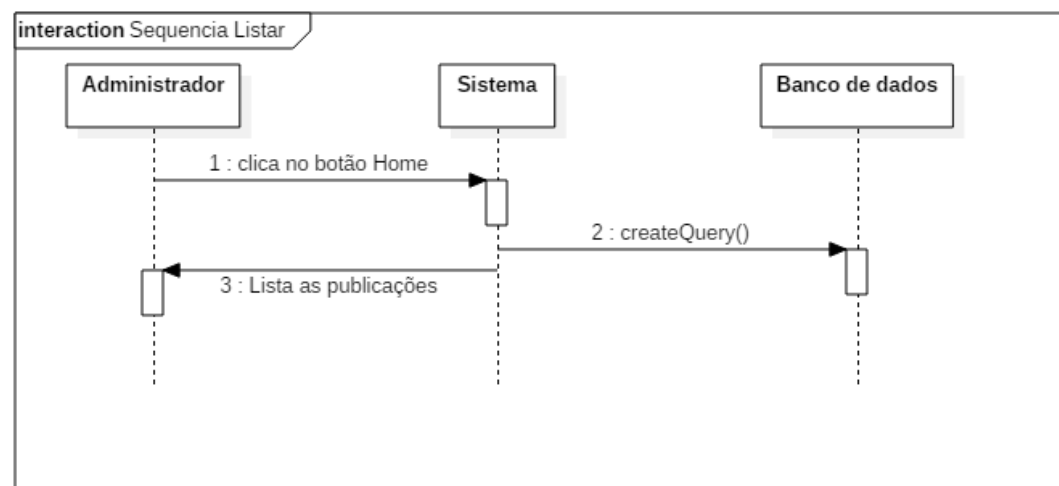 interaction Sequencia Listar
Administrador
Sistema
Banco de dados
1 : clica no botão Home
2 : createQuery()
3 : Lista as publicações